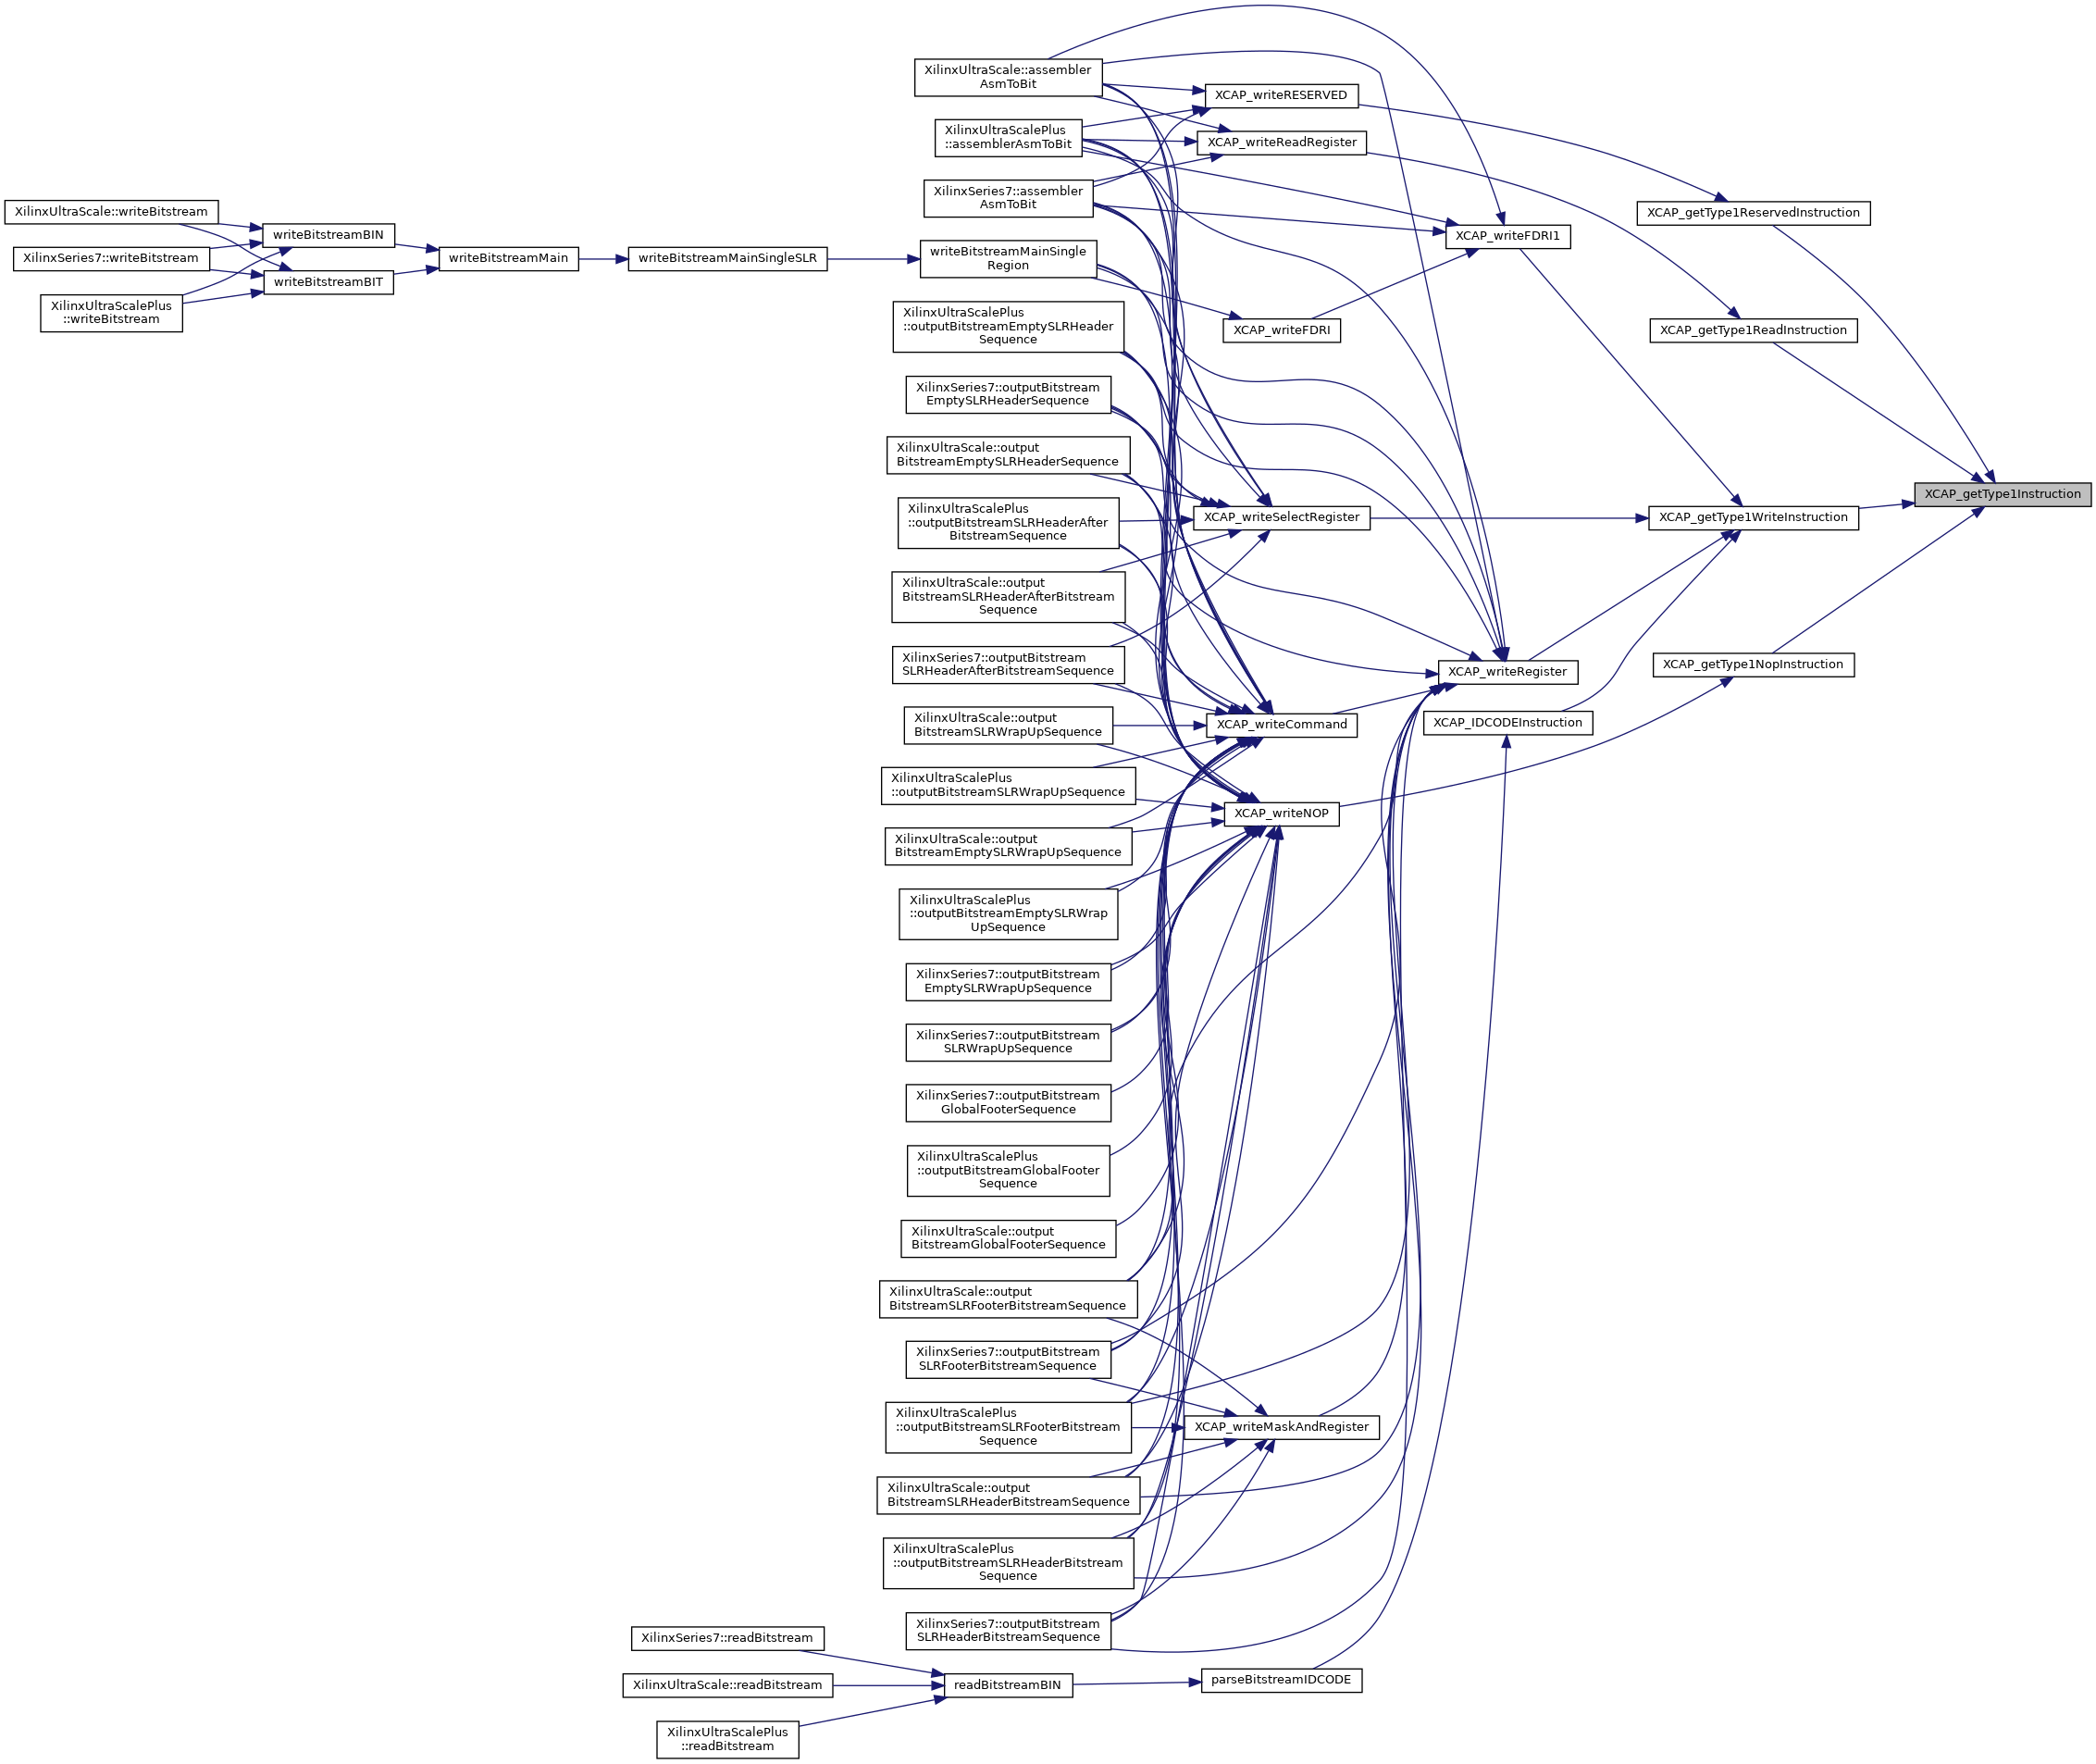 XilinxUltraScale::writeBitstream
XilinxSeries7::writeBitstream
XilinxUltraScalePlus
::writeBitstream
writeBitstreamBIN
writeBitstreamBIT
writeBitstreamMain
writeBitstreamMainSingleSLR
XilinxUltraScale::assembler
AsmToBit
XilinxUltraScalePlus
::assemblerAsmToBit
XilinxSeries7::assembler
AsmToBit
writeBitstreamMainSingle
Region
XilinxUltraScalePlus
::outputBitstreamEmptySLRHeader
Sequence
XilinxSeries7::outputBitstream
EmptySLRHeaderSequence
XilinxUltraScale::output
BitstreamEmptySLRHeaderSequence
XilinxUltraScalePlus
::outputBitstreamSLRHeaderAfter
BitstreamSequence
XilinxUltraScale::output
BitstreamSLRHeaderAfterBitstream
Sequence
XilinxSeries7::outputBitstream
SLRHeaderAfterBitstreamSequence
XilinxUltraScale::output
BitstreamSLRWrapUpSequence
XilinxUltraScalePlus
::outputBitstreamSLRWrapUpSequence
XilinxUltraScale::output
BitstreamEmptySLRWrapUpSequence
XilinxUltraScalePlus
::outputBitstreamEmptySLRWrap
UpSequence
XilinxSeries7::outputBitstream
EmptySLRWrapUpSequence
XilinxSeries7::outputBitstream
SLRWrapUpSequence
XilinxSeries7::outputBitstream
GlobalFooterSequence
XilinxUltraScalePlus
::outputBitstreamGlobalFooter
Sequence
XilinxUltraScale::output
BitstreamGlobalFooterSequence
XilinxUltraScale::output
BitstreamSLRFooterBitstreamSequence
XilinxSeries7::outputBitstream
SLRFooterBitstreamSequence
XilinxUltraScalePlus
::outputBitstreamSLRFooterBitstream
Sequence
XilinxUltraScale::output
BitstreamSLRHeaderBitstreamSequence
XilinxUltraScalePlus
::outputBitstreamSLRHeaderBitstream
Sequence
XilinxSeries7::outputBitstream
SLRHeaderBitstreamSequence
XilinxSeries7::readBitstream
XilinxUltraScale::readBitstream
XilinxUltraScalePlus
::readBitstream
readBitstreamBIN
XCAP_writeRESERVED
XCAP_writeReadRegister
XCAP_writeFDRI1
XCAP_writeFDRI
XCAP_writeSelectRegister
XCAP_writeRegister
XCAP_writeCommand
XCAP_IDCODEInstruction
XCAP_writeNOP
XCAP_writeMaskAndRegister
parseBitstreamIDCODE
XCAP_getType1ReservedInstruction
XCAP_getType1ReadInstruction
XCAP_getType1WriteInstruction
XCAP_getType1NopInstruction
XCAP_getType1Instruction